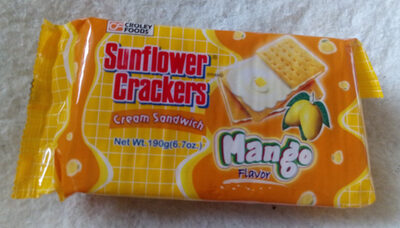 CROLEY
FOODS
Sunflower
Crackers
Cream Sandwich
Net Wt. 190g(6.7oz.)
Mango
Flavor